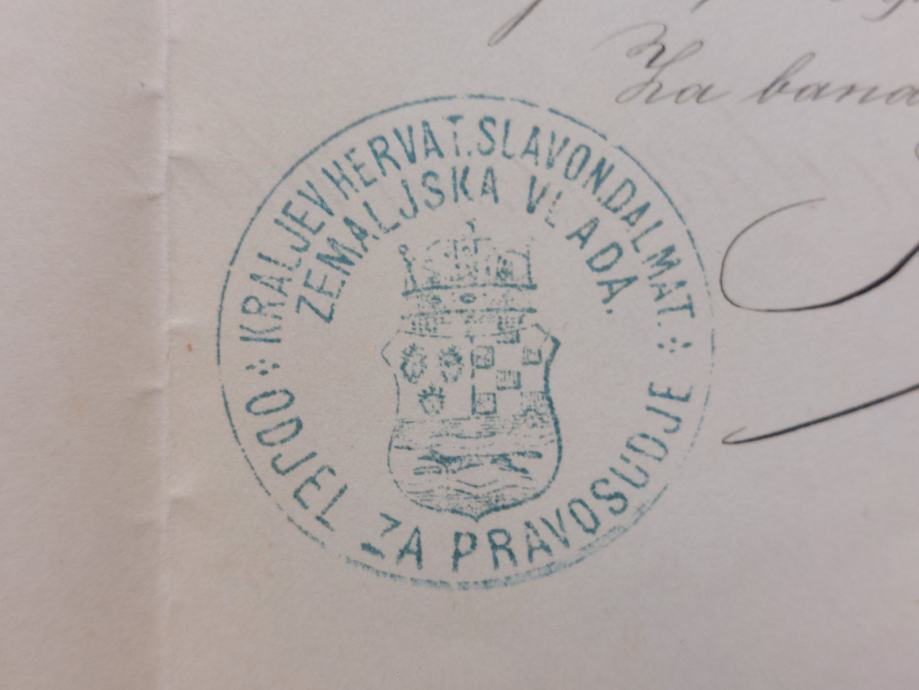 Za bana
KRALJEV.HERVAT.SLAVON.DALMAT.
ZEMALJSKA VLADA.
ODJEL ZA PRAVOSUDJE